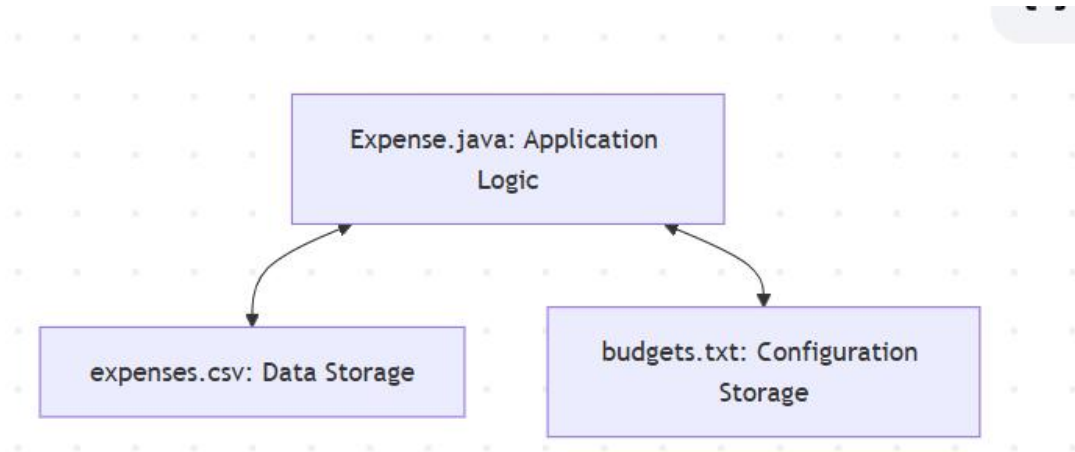 Expense.java: Application
Logic
expenses.csv: Data Storage
budgets.txt: Configuration
Storage